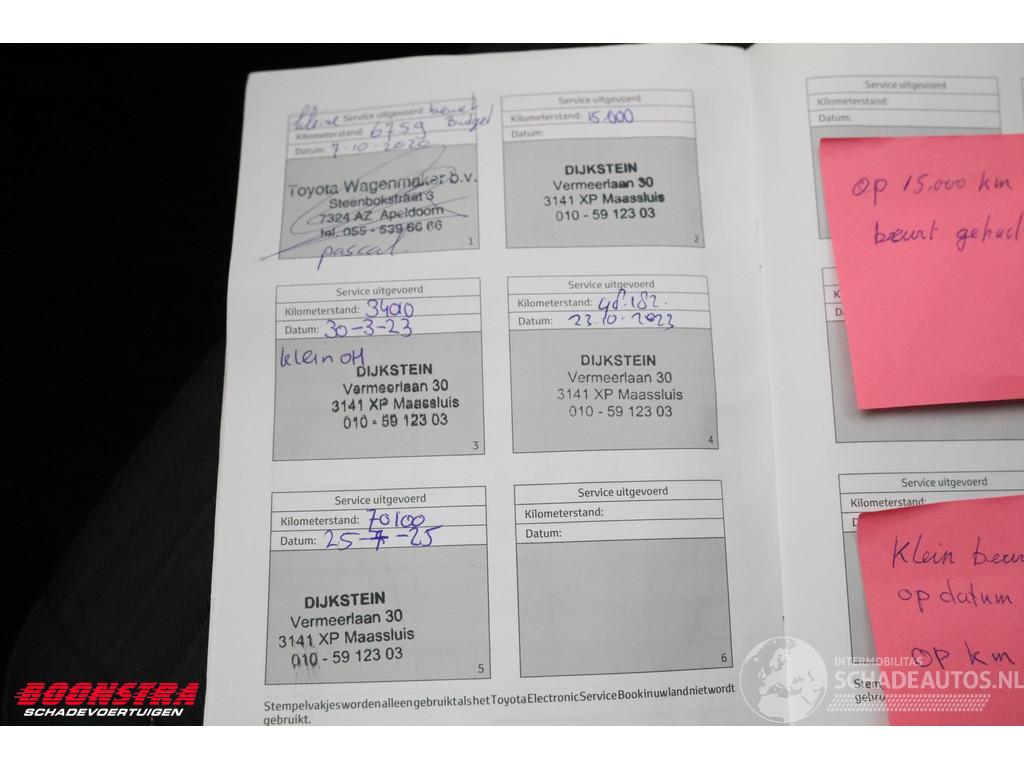 Kleine beurt
Service uitgevoerd
Budget
Kilometerstand: 6759
Datum: 7-10-2020
Toyota Wagenmaker b.v.
Steenbokstraat 3
7324 AZ Apeldoorn
tel. 055 - 539 66 66
pascal.
1
Service uitgevoerd
Kilometerstand: 15.000
Datum:
DIJKSTEIN
Vermeerlaan 30
3141 XP Maassluis
010 - 59 123 03
2
Service uitgevoerd
Kilometerstand: 3400
Datum: 30-3-23
klein OH
DIJKSTEIN
Vermeerlaan 30
3141 XP Maassluis
010 - 59 123 03
3
Service uitgevoerd
Kilometerstand: 48.182.
Datum: 23.10-2023
DIJKSTEIN
Vermeerlaan 30
3141 XP Maassluis
010 - 59 123 03
4
Service uitgevoerd
Kilometerstand: 70100
Datum: 25-7-25
DIJKSTEIN
Vermeerlaan 30
3141 XP Maassluis
010 - 59 123 03
5
Service uitgevoerd
Kilometerstand:
Datum:
6
Stempelvakjes worden alleen gebruikt als het Toyota Electronic Service Book in uw land niet wordt
gebruikt.
Service uitgevoerd
Kilometerstand:
Datum:
Op 15.000 km
beurt gehad
K
D
Service uitgevoerd
Kilometerstand:
D
Klein beur
op datum
op km
Stem
gebru
BOONSTRA
SCHADEVOERTUIGEN
INTERMOBILITAS
SCHADEAUTOS.NL